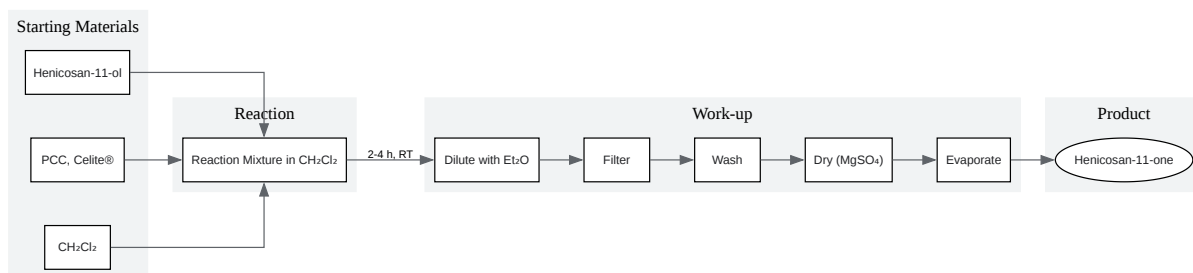 Starting Materials
Henicosan-11-ol
PCC, Celite®
CH₂Cl₂
Reaction
Reaction Mixture in CH₂Cl₂
2-4 h, RT
Work-up
Dilute with Et₂O
Filter
Wash
Dry (MgSO₄)
Evaporate
Product
Henicosan-11-one